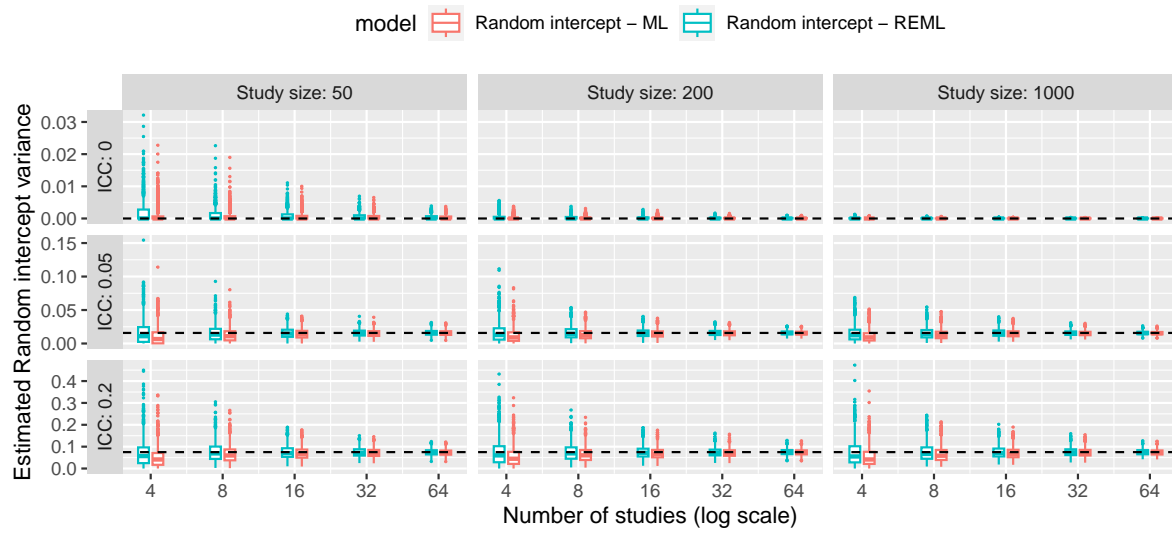 model Random intercept – ML Random intercept – REML
Study size: 50 Study size: 200 Study size: 1000
Estimated Random intercept variance
ICC: 0
0.03
0.02
0.01
0.00
ICC: 0.05
0.15
0.10
0.05
0.00
ICC: 0.2
0.4
0.3
0.2
0.1
0.0
4 8 16 32 64 4 8 16 32 64 4 8 16 32 64
Number of studies (log scale)